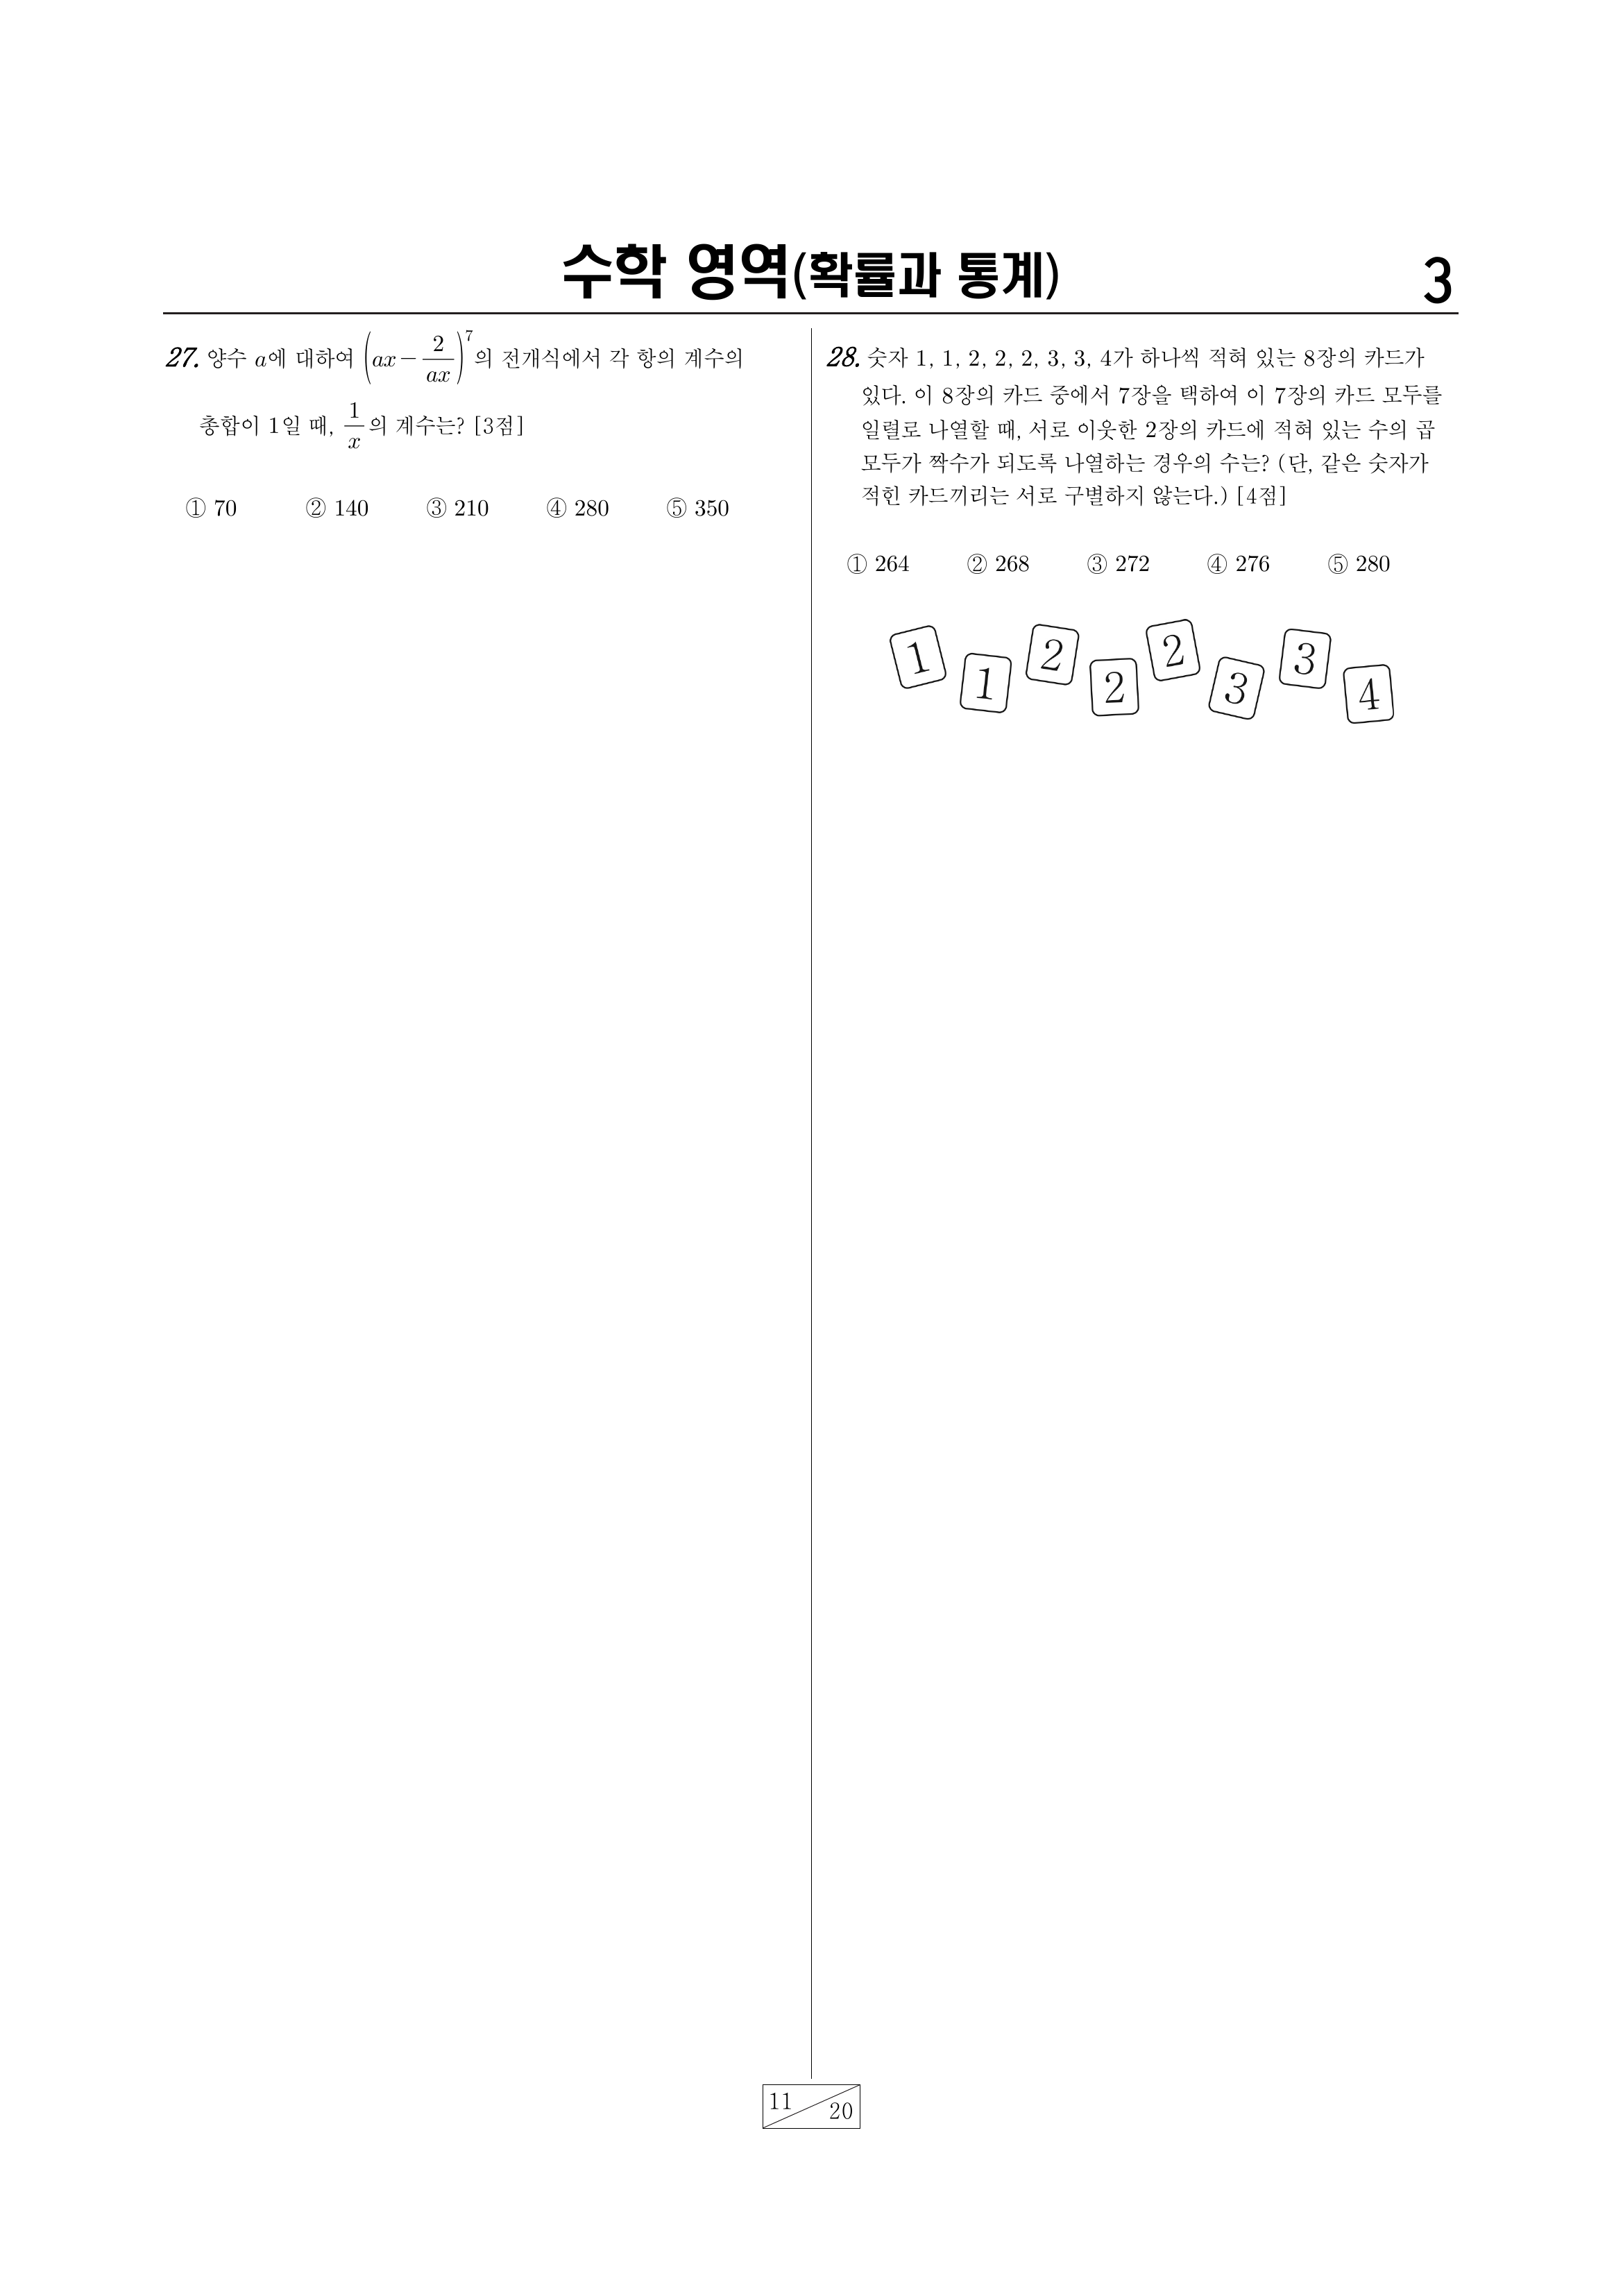 수학 영역(확률과 통계)
3
27. 양수 a에 대하여 (ax − 2/ax)^7 의 전개식에서 각 항의 계수의
총합이 1일 때, 1/x 의 계수는? [3점]
① 70 ② 140 ③ 210 ④ 280 ⑤ 350
28. 숫자 1, 1, 2, 2, 2, 3, 3, 4가 하나씩 적혀 있는 8장의 카드가
있다. 이 8장의 카드 중에서 7장을 택하여 이 7장의 카드 모두를
일렬로 나열할 때, 서로 이웃한 2장의 카드에 적혀 있는 수의 곱
모두가 짝수가 되도록 나열하는 경우의 수는? (단, 같은 숫자가
적힌 카드끼리는 서로 구별하지 않는다.) [4점]
① 264 ② 268 ③ 272 ④ 276 ⑤ 280
1 1 2 2 2 3 3 4
11 20